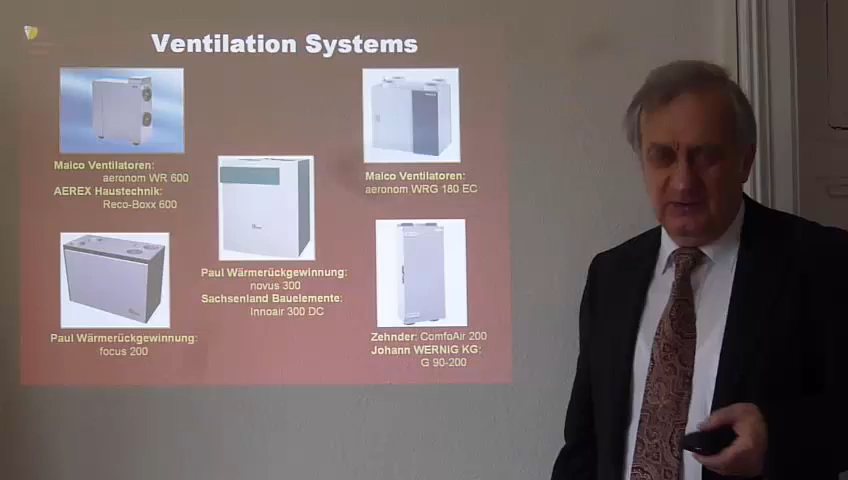 Ventilation Systems
Maico Ventilatoren:
aeronom WR 600
AEREX Haustechnik:
Reco-Boxx 600
Maico Ventilatoren:
aeronom WRG 180 EC
Paul Wärmerückgewinnung:
novus 300
Sachsenland Bauelemente:
Innoair 300 DC
Paul Wärmerückgewinnung:
focus 200
Zehnder: ComfoAir 200
Johann WERNIG KG:
G 90-200